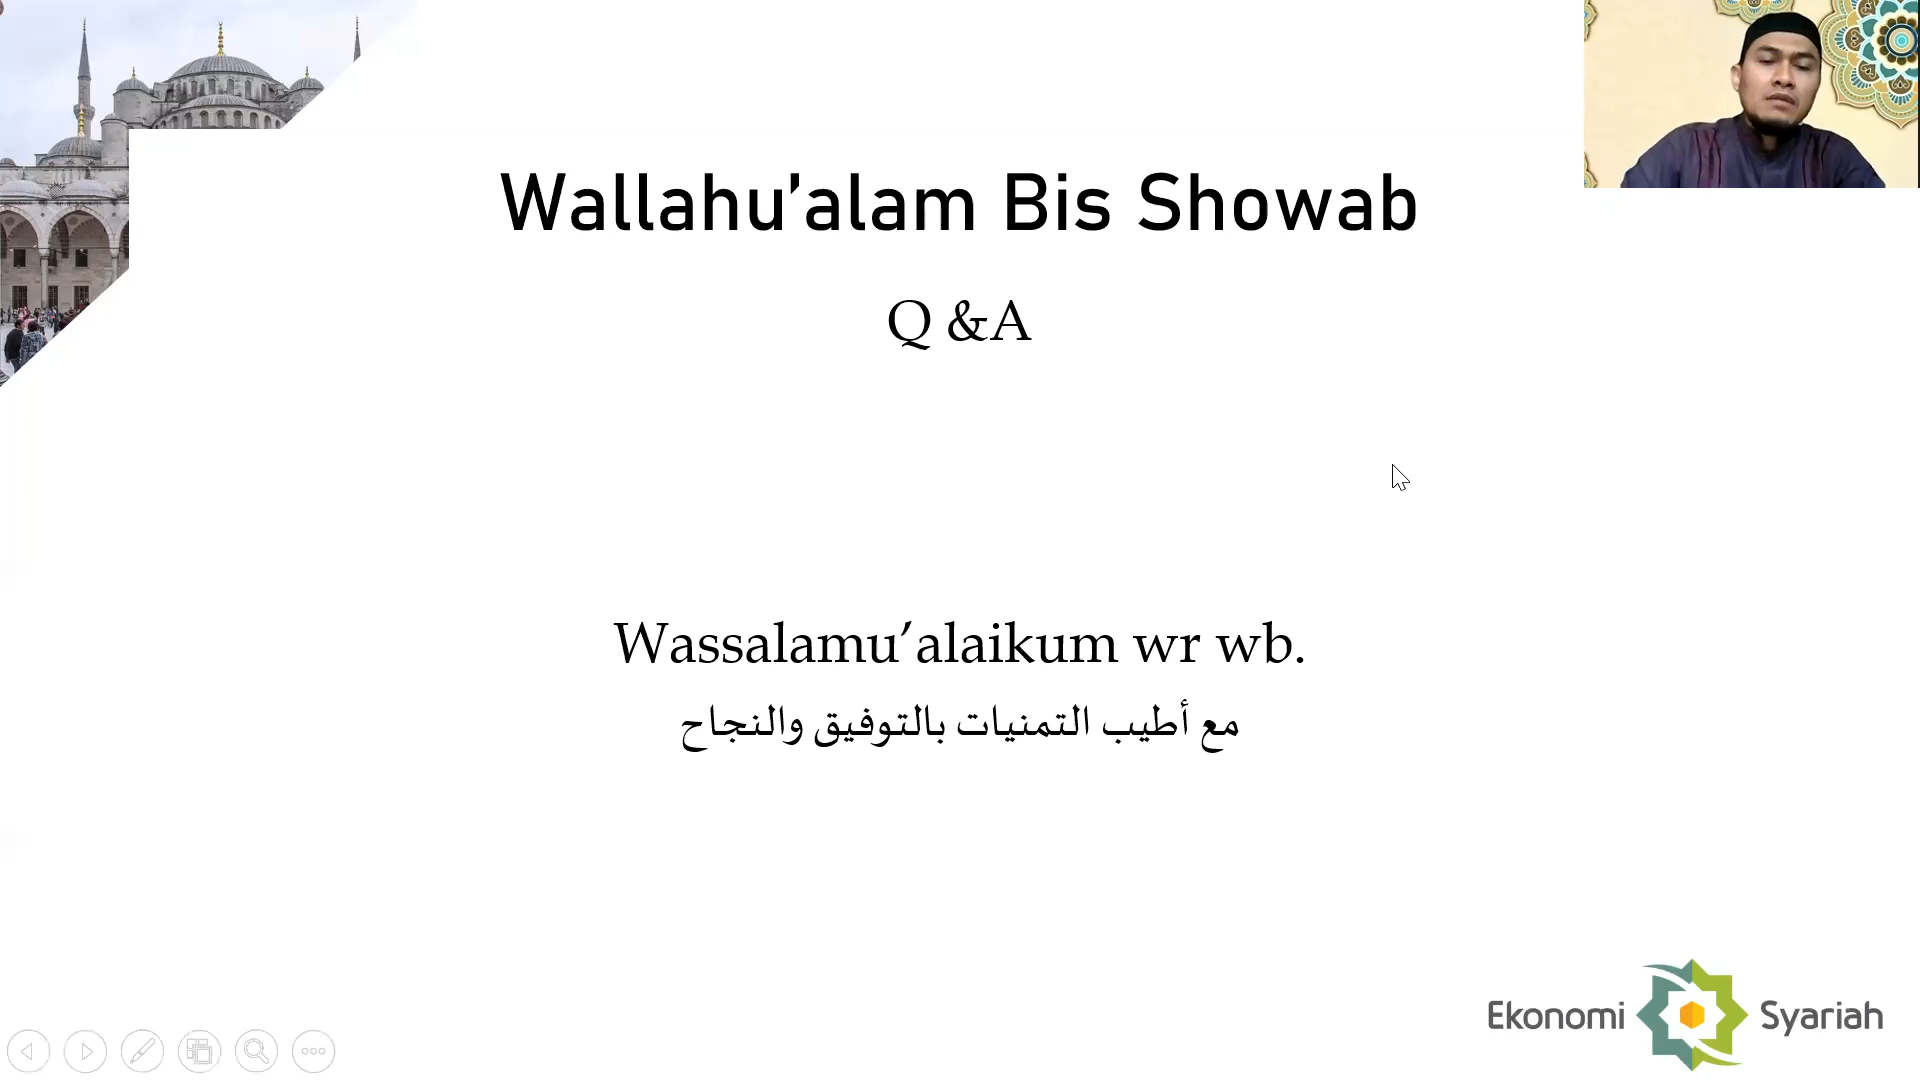 Wallahu’alam Bis Showab
Q &A
Wassalamu’alaikum wr wb.
مع أطيب التمنيات بالتوفيق والنجاح
Ekonomi Syariah